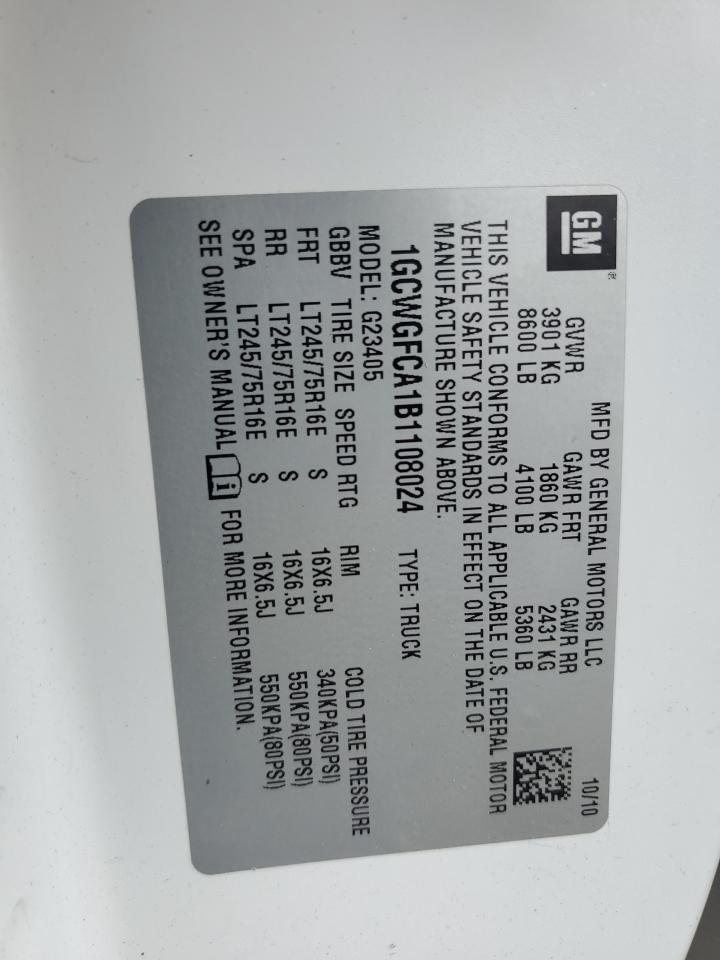 GM®
MFD BY GENERAL MOTORS LLC 10/10
GVWR GAWR FRT GAWR RR
3901 KG 1860 KG 2431 KG
8600 LB 4100 LB 5360 LB
THIS VEHICLE CONFORMS TO ALL APPLICABLE U.S. FEDERAL MOTOR
VEHICLE SAFETY STANDARDS IN EFFECT ON THE DATE OF
MANUFACTURE SHOWN ABOVE.
1GCWGFCA1B1108024 TYPE: TRUCK
MODEL: G23405
GBBV TIRE SIZE SPEED RTG RIM COLD TIRE PRESSURE
FRT LT245/75R16E S 16X6.5J 340KPA(50PSI)
RR LT245/75R16E S 16X6.5J 550KPA(80PSI)
SPA LT245/75R16E S 16X6.5J 550KPA(80PSI)
SEE OWNER'S MANUAL i FOR MORE INFORMATION.